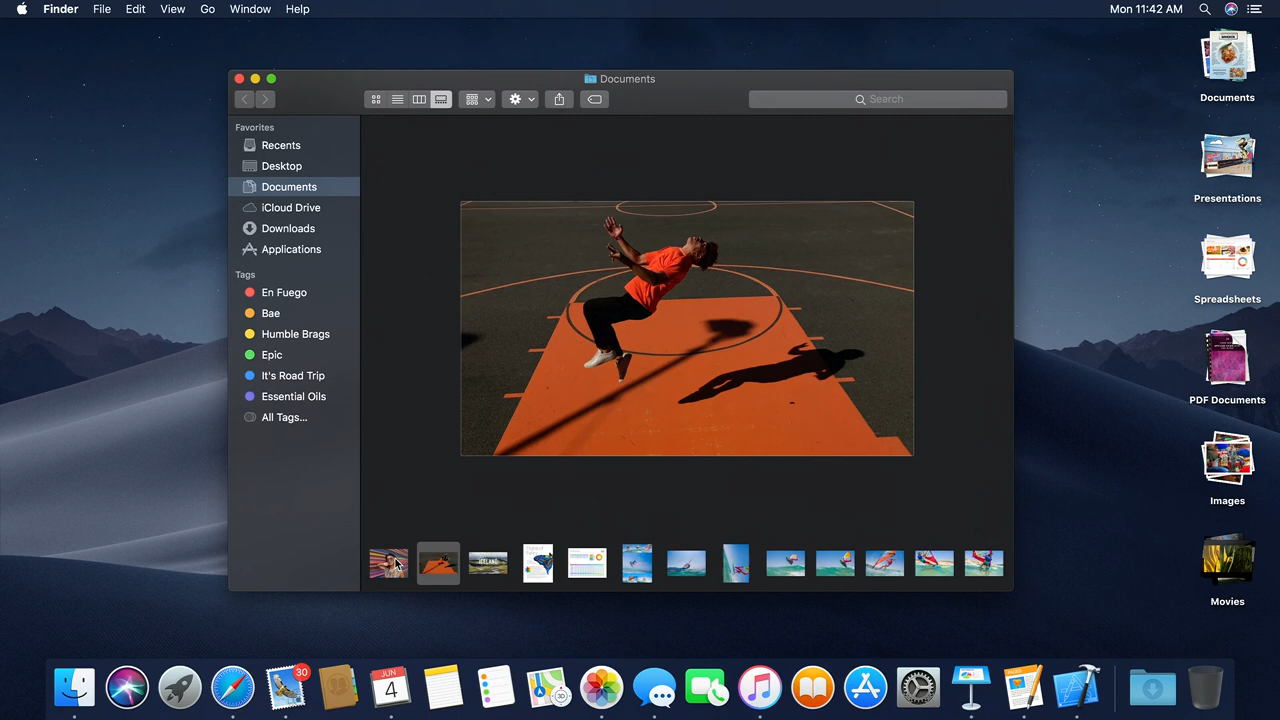 Finder File Edit View Go Window Help Mon 11:42 AM
Documents
Search
Favorites
Recents
Desktop
Documents
iCloud Drive
Downloads
Applications
Tags
En Fuego
Bae
Humble Brags
Epic
It's Road Trip
Essential Oils
All Tags...
ICELAND
Documents
Presentations
Spreadsheets
PDF Documents
Images
Movies
30
JUN
4
3D